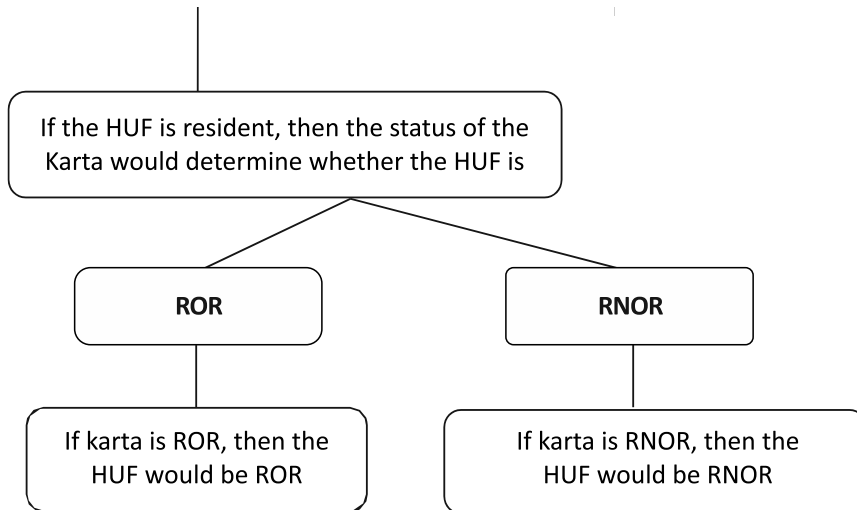 If the HUF is resident, then the status of the
Karta would determine whether the HUF is
ROR
RNOR
If karta is ROR, then the
HUF would be ROR
If karta is RNOR, then the
HUF would be RNOR